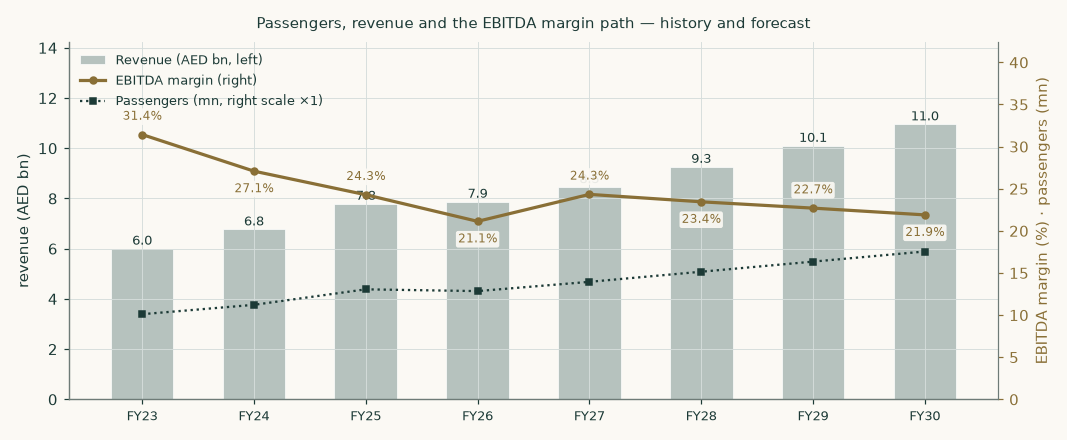 Passengers, revenue and the EBITDA margin path — history and forecast
Revenue (AED bn, left)
EBITDA margin (right)
Passengers (mn, right scale ×1)
revenue (AED bn)
14
12
10
8
6
4
2
0
EBITDA margin (%) · passengers (mn)
40
35
30
25
20
15
10
5
0
31.4%
27.1%
24.3%
21.1%
24.3%
23.4%
22.7%
21.9%
6.0
6.8
7.8
7.9
9.3
10.1
11.0
FY23
FY24
FY25
FY26
FY27
FY28
FY29
FY30